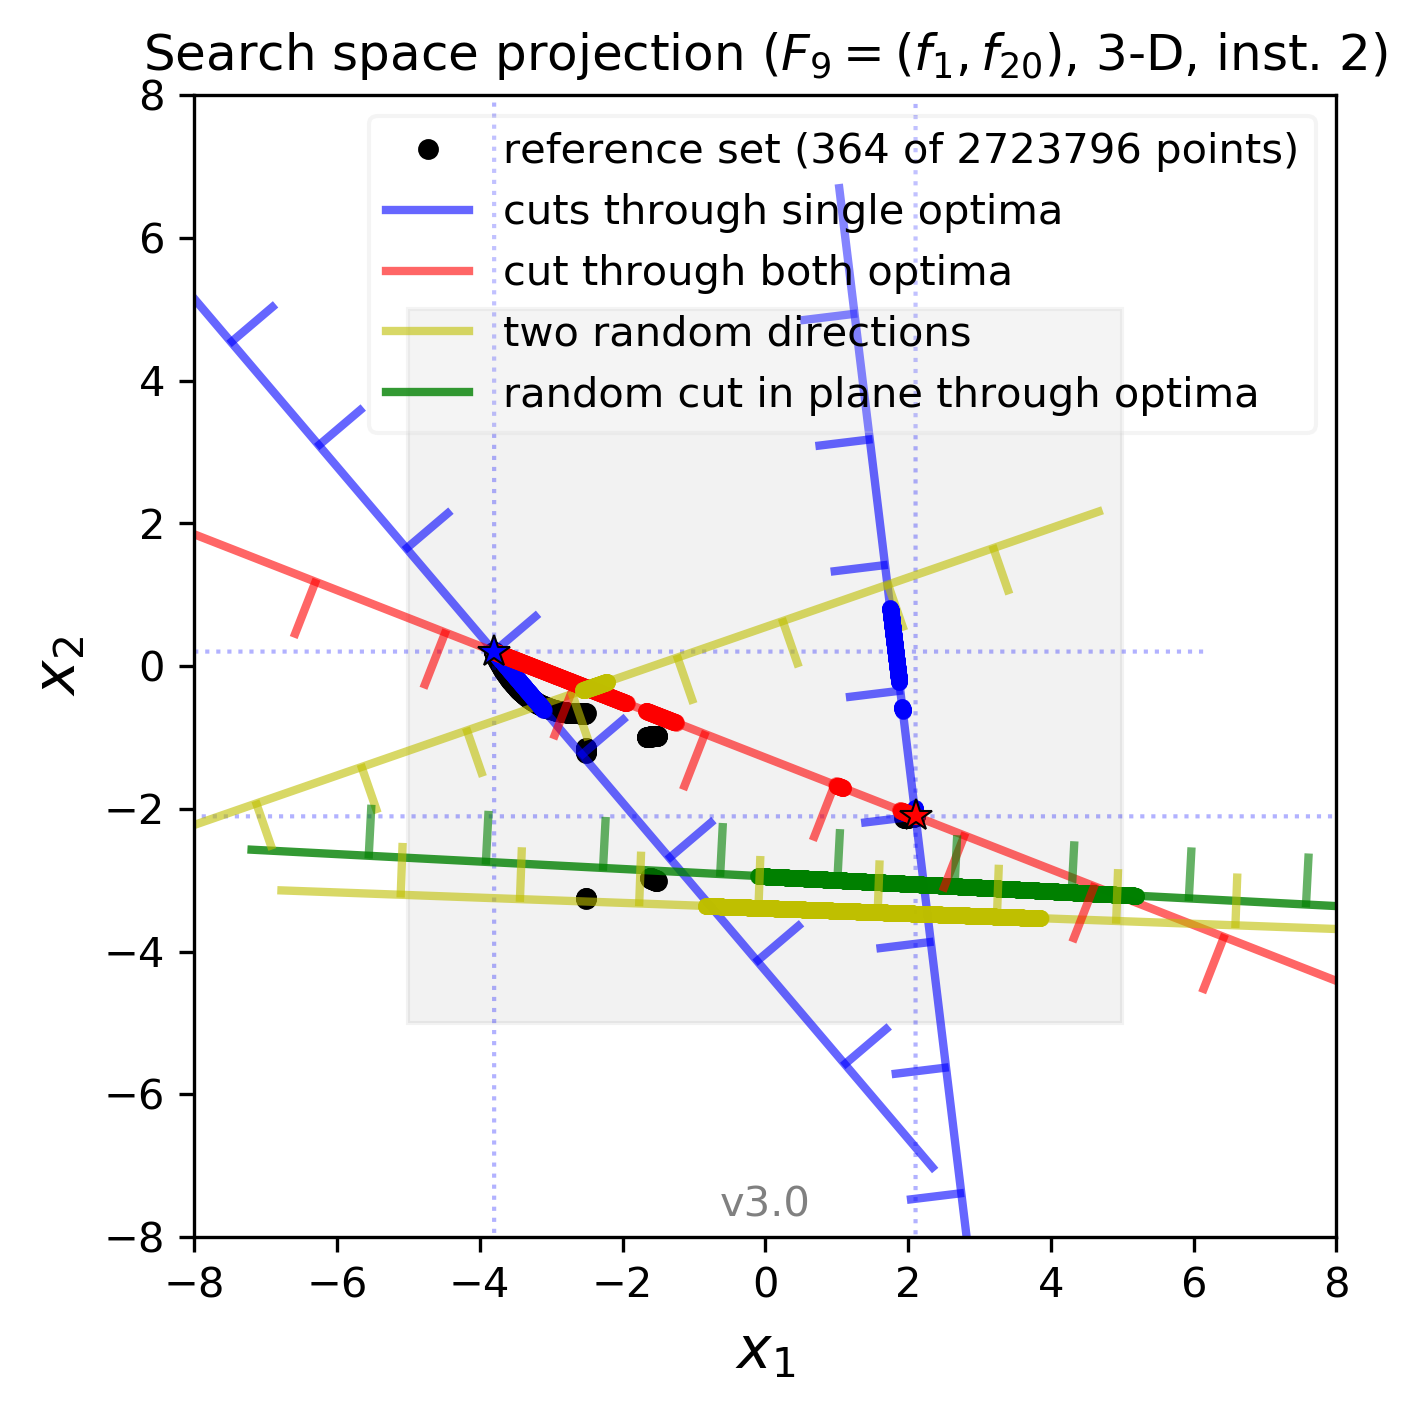 Search space projection (F9 = (f1, f20), 3-D, inst. 2)
8
6
4
2
0
−2
−4
−6
−8
reference set (364 of 2723796 points)
cuts through single optima
cut through both optima
two random directions
random cut in plane through optima
x2
v3.0
−8 −6 −4 −2 0 2 4 6 8
x1